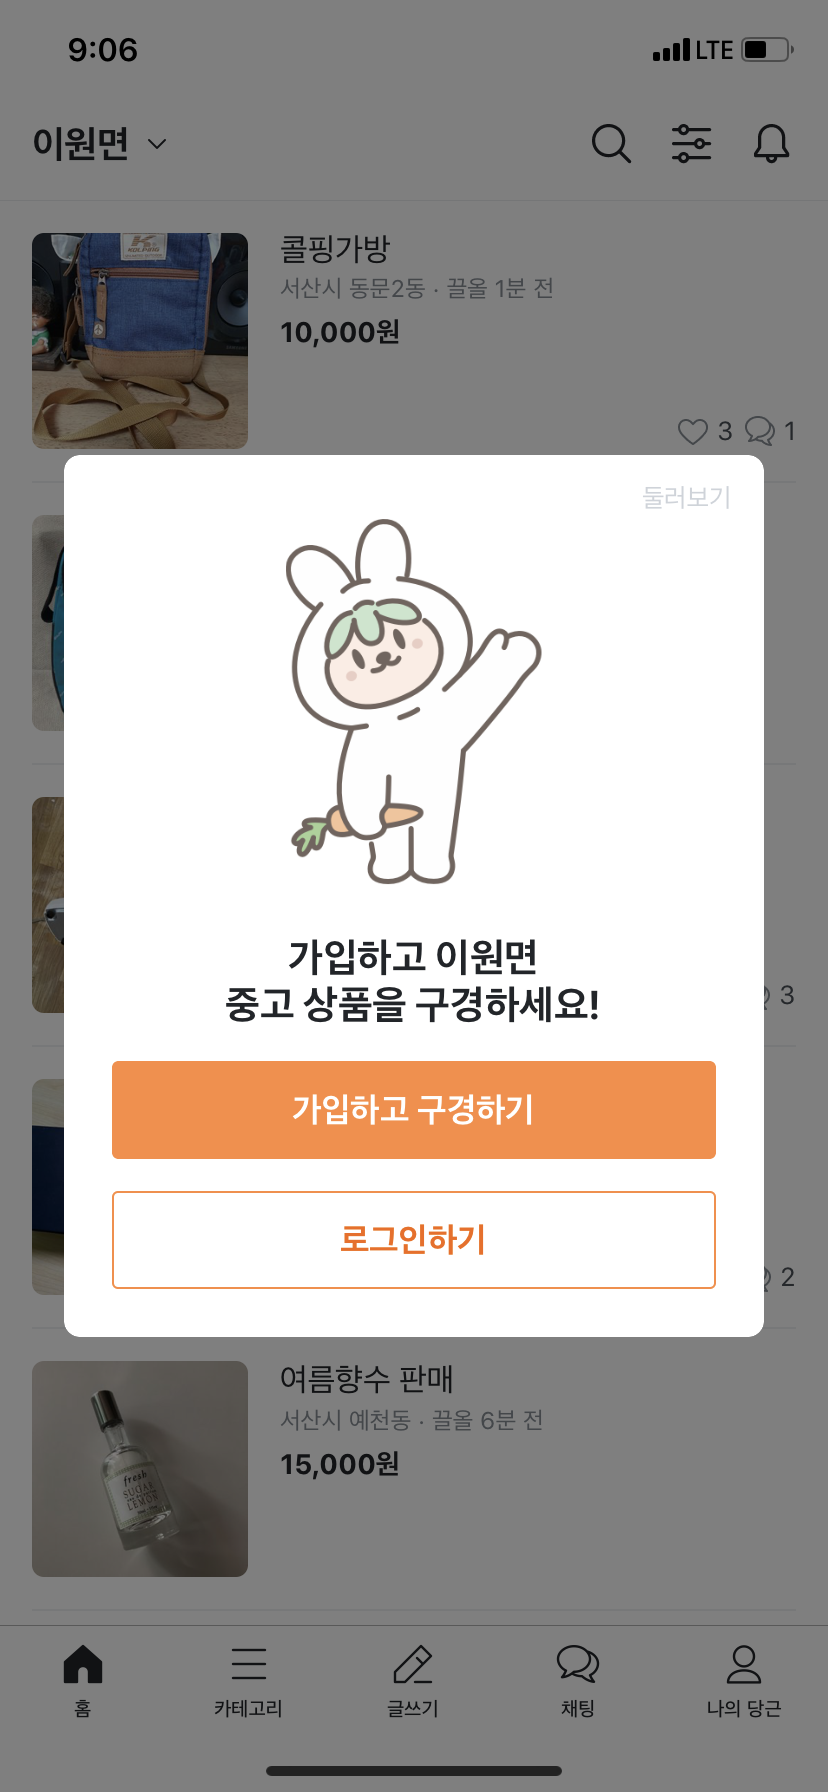 9:06
LTE
이원면
KOLPING
콜핑가방
서산시 동문2동 · 끌올 1분 전
10,000원
3 1
둘러보기
가입하고 이원면
중고 상품을 구경하세요!
3
가입하고 구경하기
로그인하기
2
여름향수 판매
서산시 예천동 · 끌올 6분 전
15,000원
fresh
SUGAR
LEMON
홈
카테고리
글쓰기
채팅
나의 당근